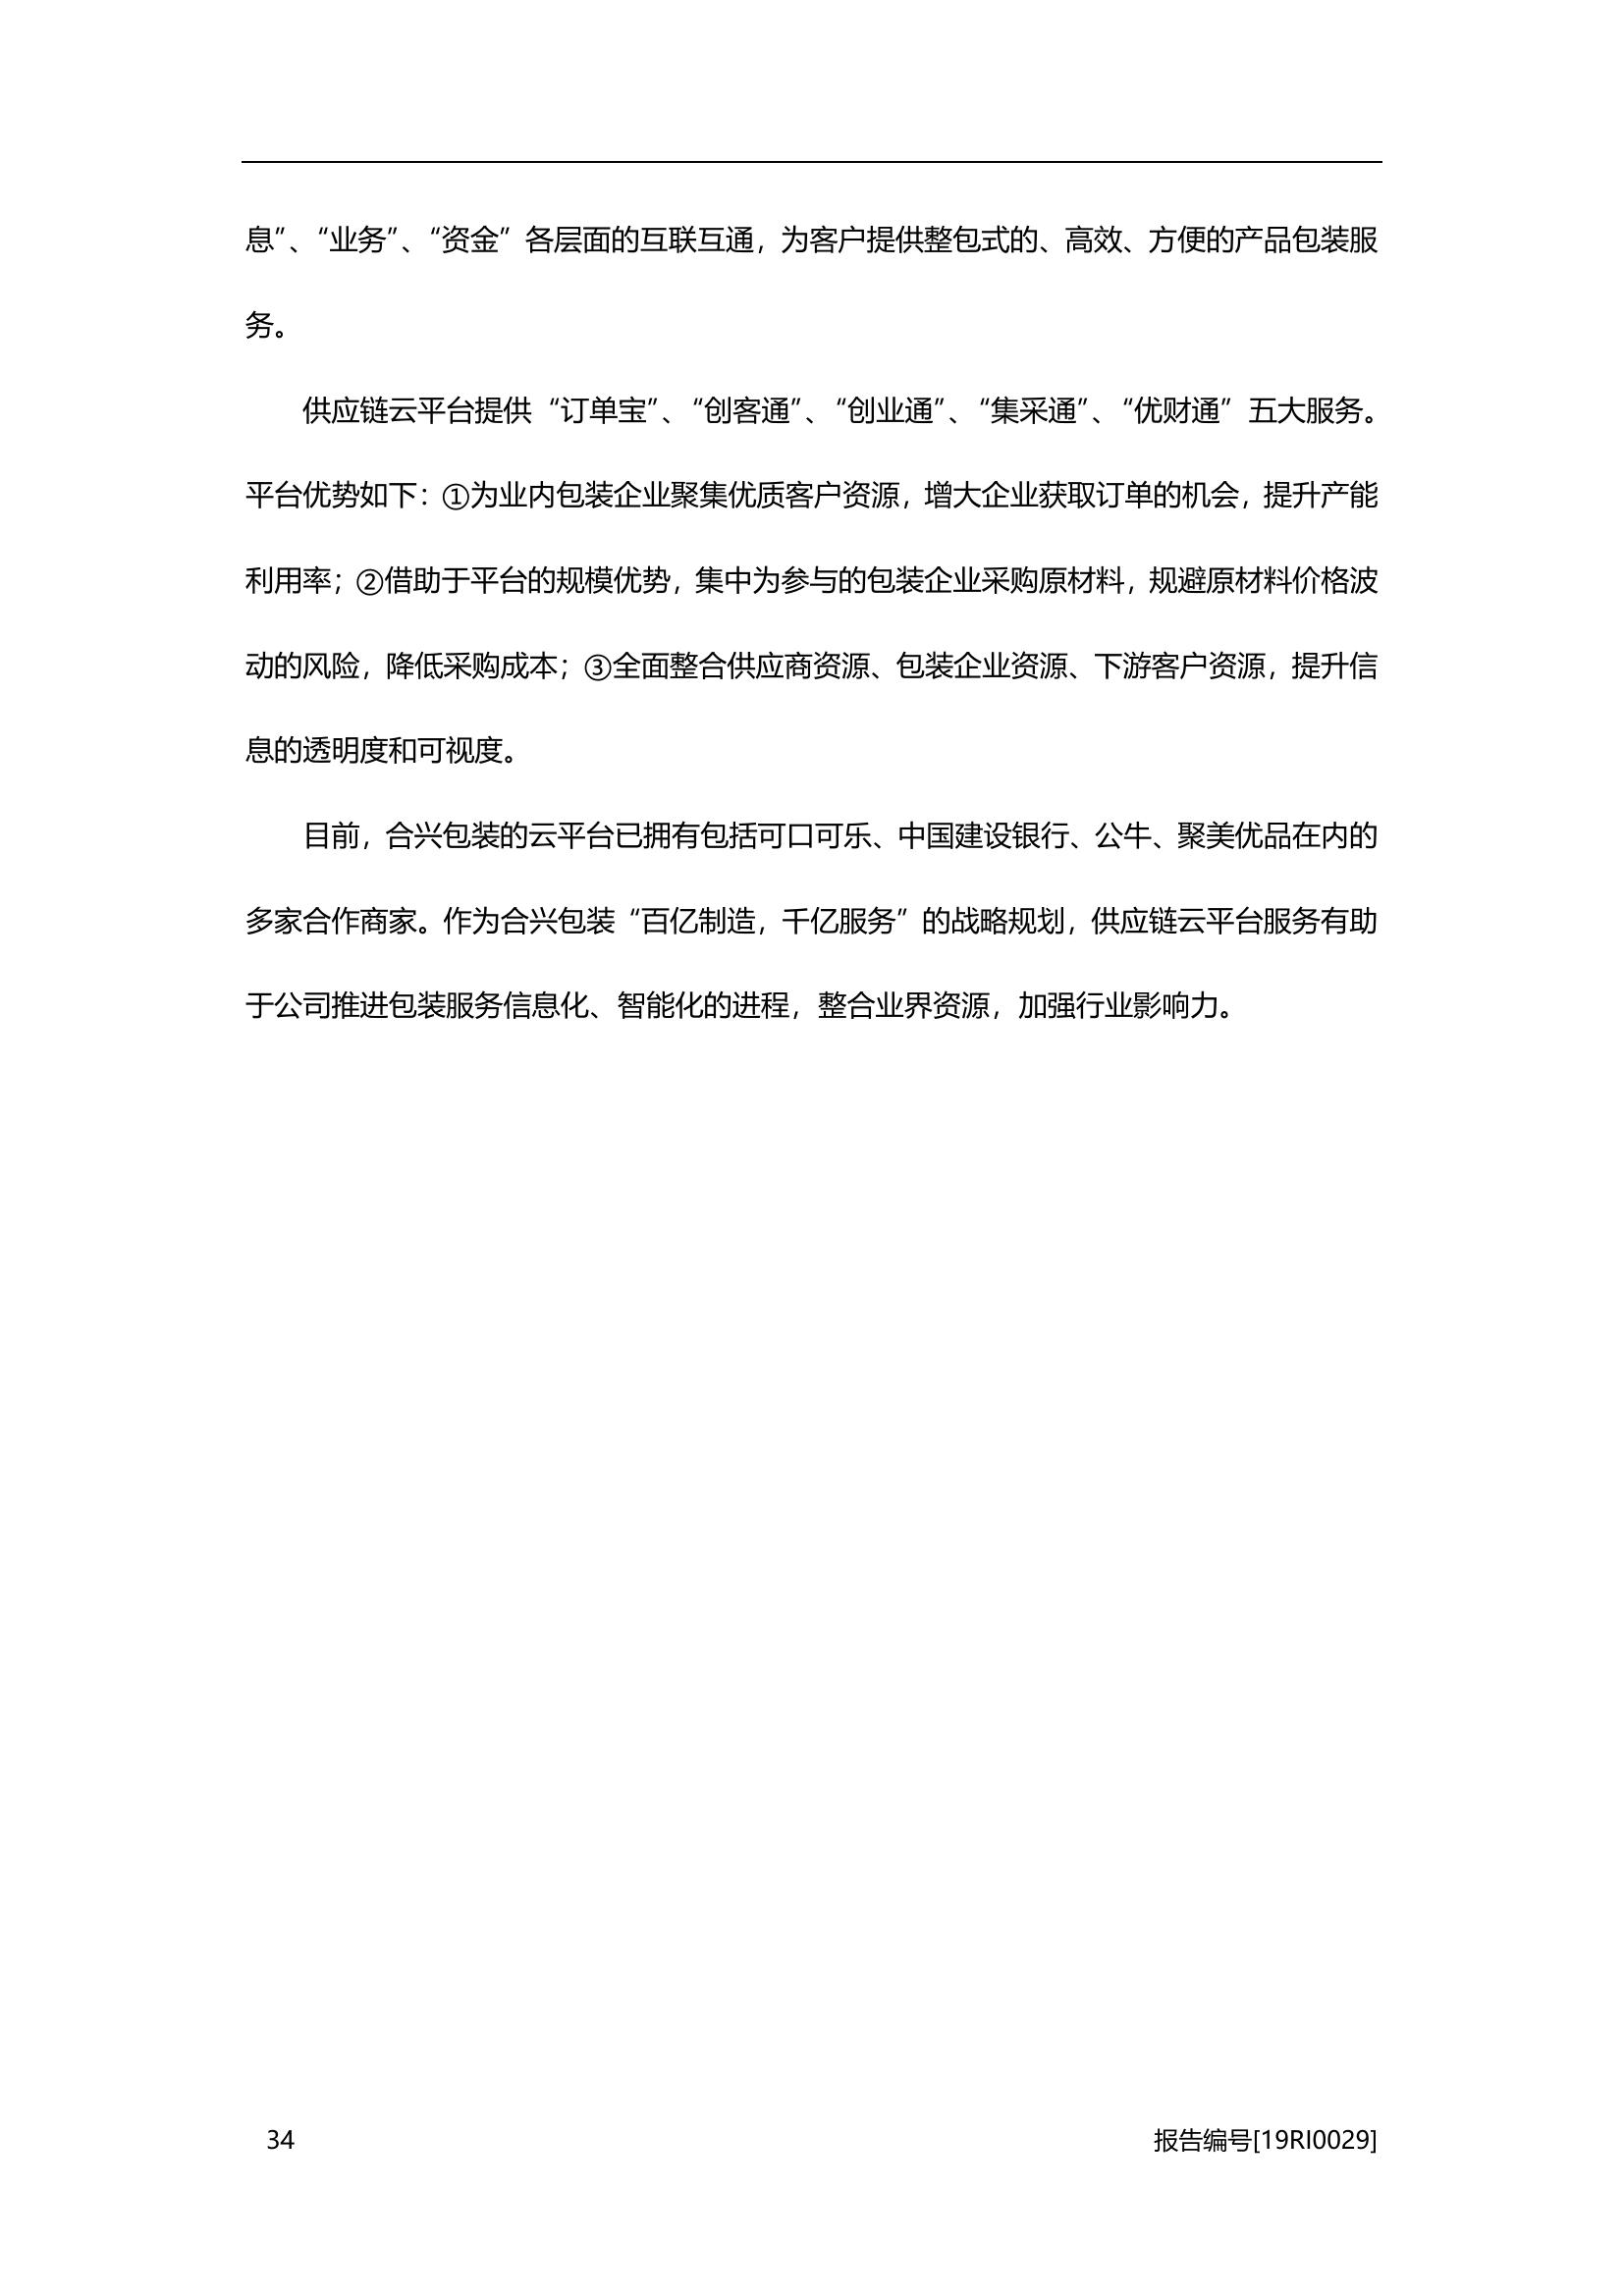 息”、“业务”、“资金”各层面的互联互通，为客户提供整包式的、高效、方便的产品包装服
务。
供应链云平台提供“订单宝”、“创客通”、“创业通”、“集采通”、“优财通”五大服务。
平台优势如下：①为业内包装企业聚集优质客户资源，增大企业获取订单的机会，提升产能
利用率；②借助于平台的规模优势，集中为参与的包装企业采购原材料，规避原材料价格波
动的风险，降低采购成本；③全面整合供应商资源、包装企业资源、下游客户资源，提升信
息的透明度和可视度。
目前，合兴包装的云平台已拥有包括可口可乐、中国建设银行、公牛、聚美优品在内的
多家合作商家。作为合兴包装“百亿制造，千亿服务”的战略规划，供应链云平台服务有助
于公司推进包装服务信息化、智能化的进程，整合业界资源，加强行业影响力。
34 报告编号[19RI0029]